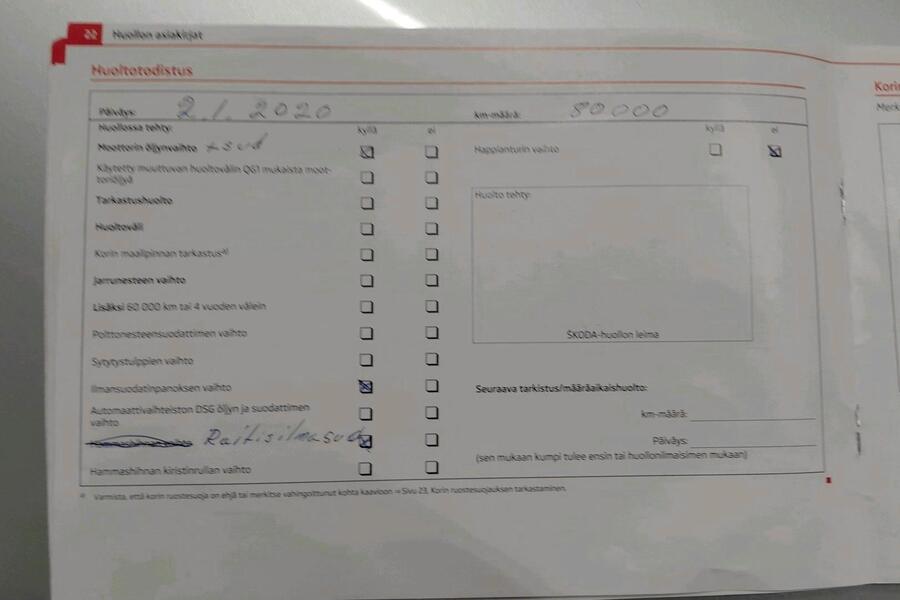 22 Huollon asiakirjat
Huoltotodistus
Päiväys: 2.1.2020
km-määrä: 80000
Huollossa tehty: kyllä ei
kyllä ei
Moottorin öljynvaihto + sud
Happianturin vaihto
Käytetty muuttuvan huoltovälin QG1 mukaista moot-
toriöljyä
Tarkastushuolto
Huoltoväli
Korin maalipinnan tarkastus a)
Jarrunesteen vaihto
Lisäksi 60 000 km tai 4 vuoden välein
Polttonesteensuodattimen vaihto
Sytytystulppien vaihto
Ilmansuodatinpanoksen vaihto
Automaattivaihteiston DSG öljyn ja suodattimen
vaihto
Raitisilmasud
Hammashihnan kiristinrullan vaihto
Huolto tehty:
ŠKODA-huollon leima
Seuraava tarkistus/määräaikaishuolto:
km-määrä:
Päiväys:
(sen mukaan kumpi tulee ensin tai huollonilmaisimen mukaan)
a) Varmista, että korin ruostesuoja on ehjä tai merkitse vahingoittunut kohta kaavioon ⇒ Sivu 23, Korin ruostesuojauksen tarkastaminen.